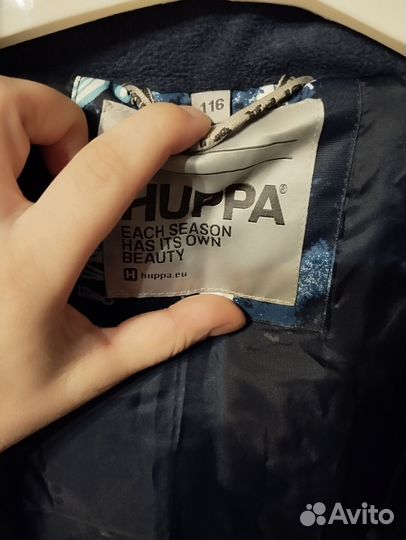 116
HUPPA®
EACH SEASON
HAS ITS OWN
BEAUTY
H huppa.eu
Avito